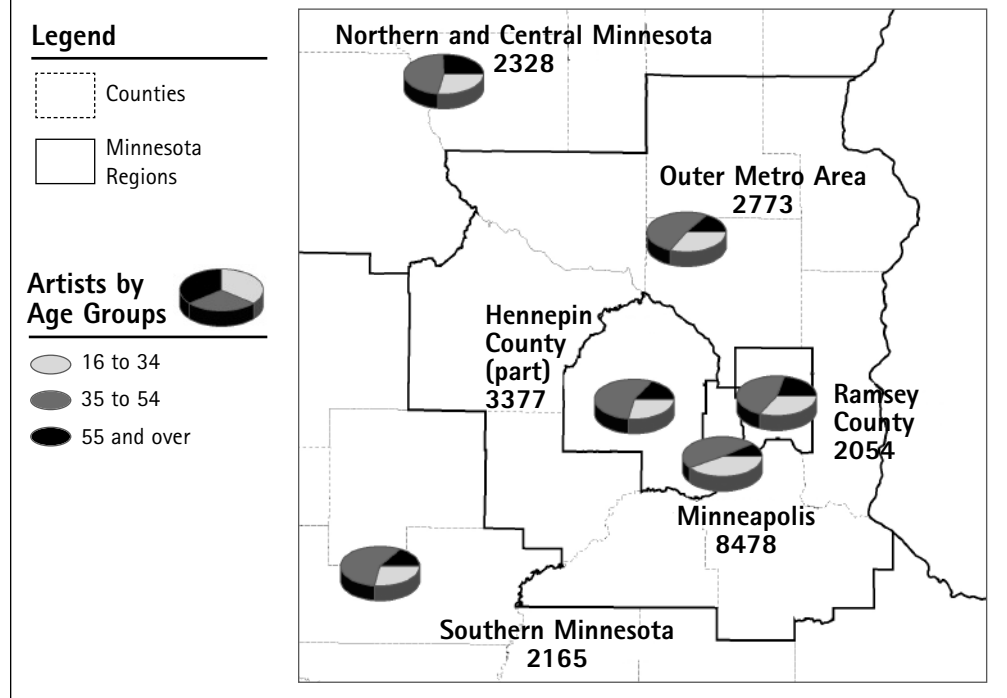 Legend
Counties
Minnesota
Regions
Artists by
Age Groups
16 to 34
35 to 54
55 and over
Northern and Central Minnesota
2328
Outer Metro Area
2773
Hennepin
County
(part)
3377
Ramsey
County
2054
Minneapolis
8478
Southern Minnesota
2165